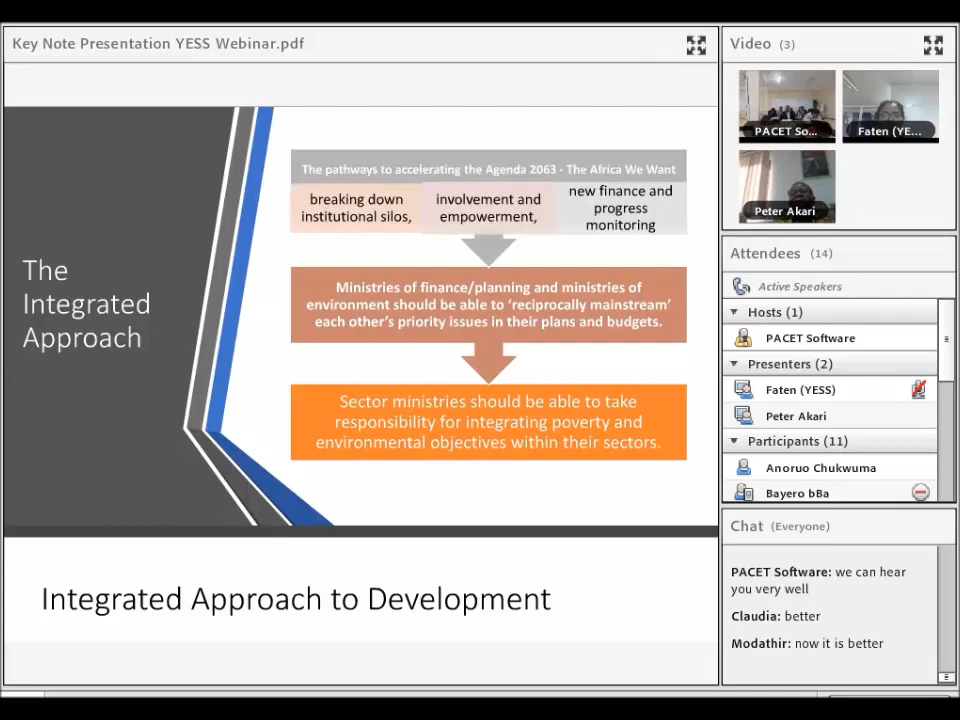 Key Note Presentation YESS Webinar.pdf
The
Integrated
Approach
The pathways to accelerating the Agenda 2063 - The Africa We Want
breaking down
institutional silos,
involvement and
empowerment,
new finance and
progress
monitoring
Ministries of finance/planning and ministries of
environment should be able to ‘reciprocally mainstream’
each other’s priority issues in their plans and budgets.
Sector ministries should be able to take
responsibility for integrating poverty and
environmental objectives within their sectors.
Integrated Approach to Development
Video (3)
PACET So...
Faten (YE...
Peter Akari
Attendees (14)
Active Speakers
Hosts (1)
PACET Software
Presenters (2)
Faten (YESS)
Peter Akari
Participants (11)
Anoruo Chukwuma
Bayero bBa
Chat (Everyone)
PACET Software: we can hear
you very well
Claudia: better
Modathir: now it is better